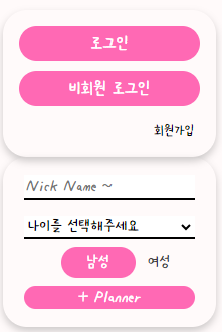 로그인
비회원 로그인
회원가입
Nick Name ~
나이를 선택해주세요
남성 여성
+ Planner